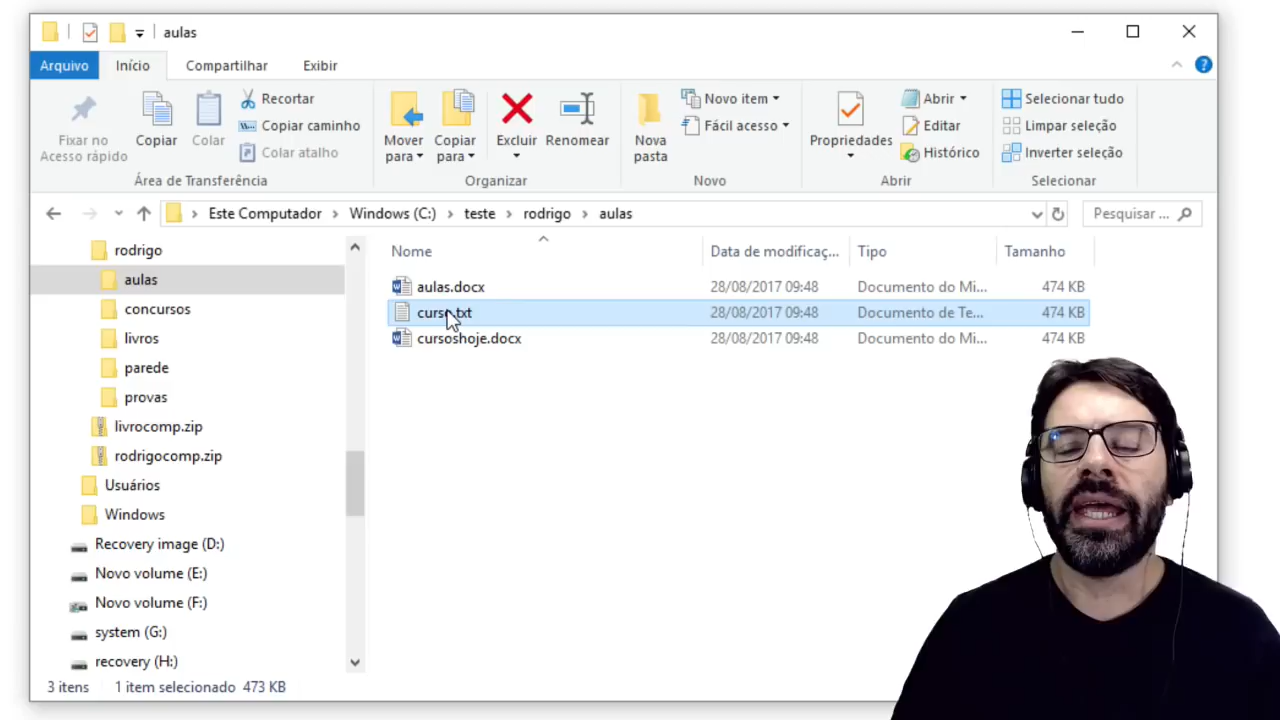 aulas
Arquivo Início Compartilhar Exibir
Fixar no Acesso rápido
Copiar
Colar
Recortar
Copiar caminho
Colar atalho
Área de Transferência
Mover para
Copiar para
Excluir
Renomear
Organizar
Nova pasta
Novo item
Fácil acesso
Novo
Propriedades
Abrir
Editar
Histórico
Abrir
Selecionar tudo
Limpar seleção
Inverter seleção
Selecionar
Este Computador > Windows (C:) > teste > rodrigo > aulas
Pesquisar ...
rodrigo
aulas
concursos
livros
parede
provas
livrocomp.zip
rodrigocomp.zip
Usuários
Windows
Recovery image (D:)
Novo volume (E:)
Novo volume (F:)
system (G:)
recovery (H:)
Nome Data de modificaç... Tipo Tamanho
aulas.docx 28/08/2017 09:48 Documento do Mi... 474 KB
curso.txt 28/08/2017 09:48 Documento de Te... 474 KB
cursoshoje.docx 28/08/2017 09:48 Documento do Mi... 474 KB
3 itens 1 item selecionado 473 KB